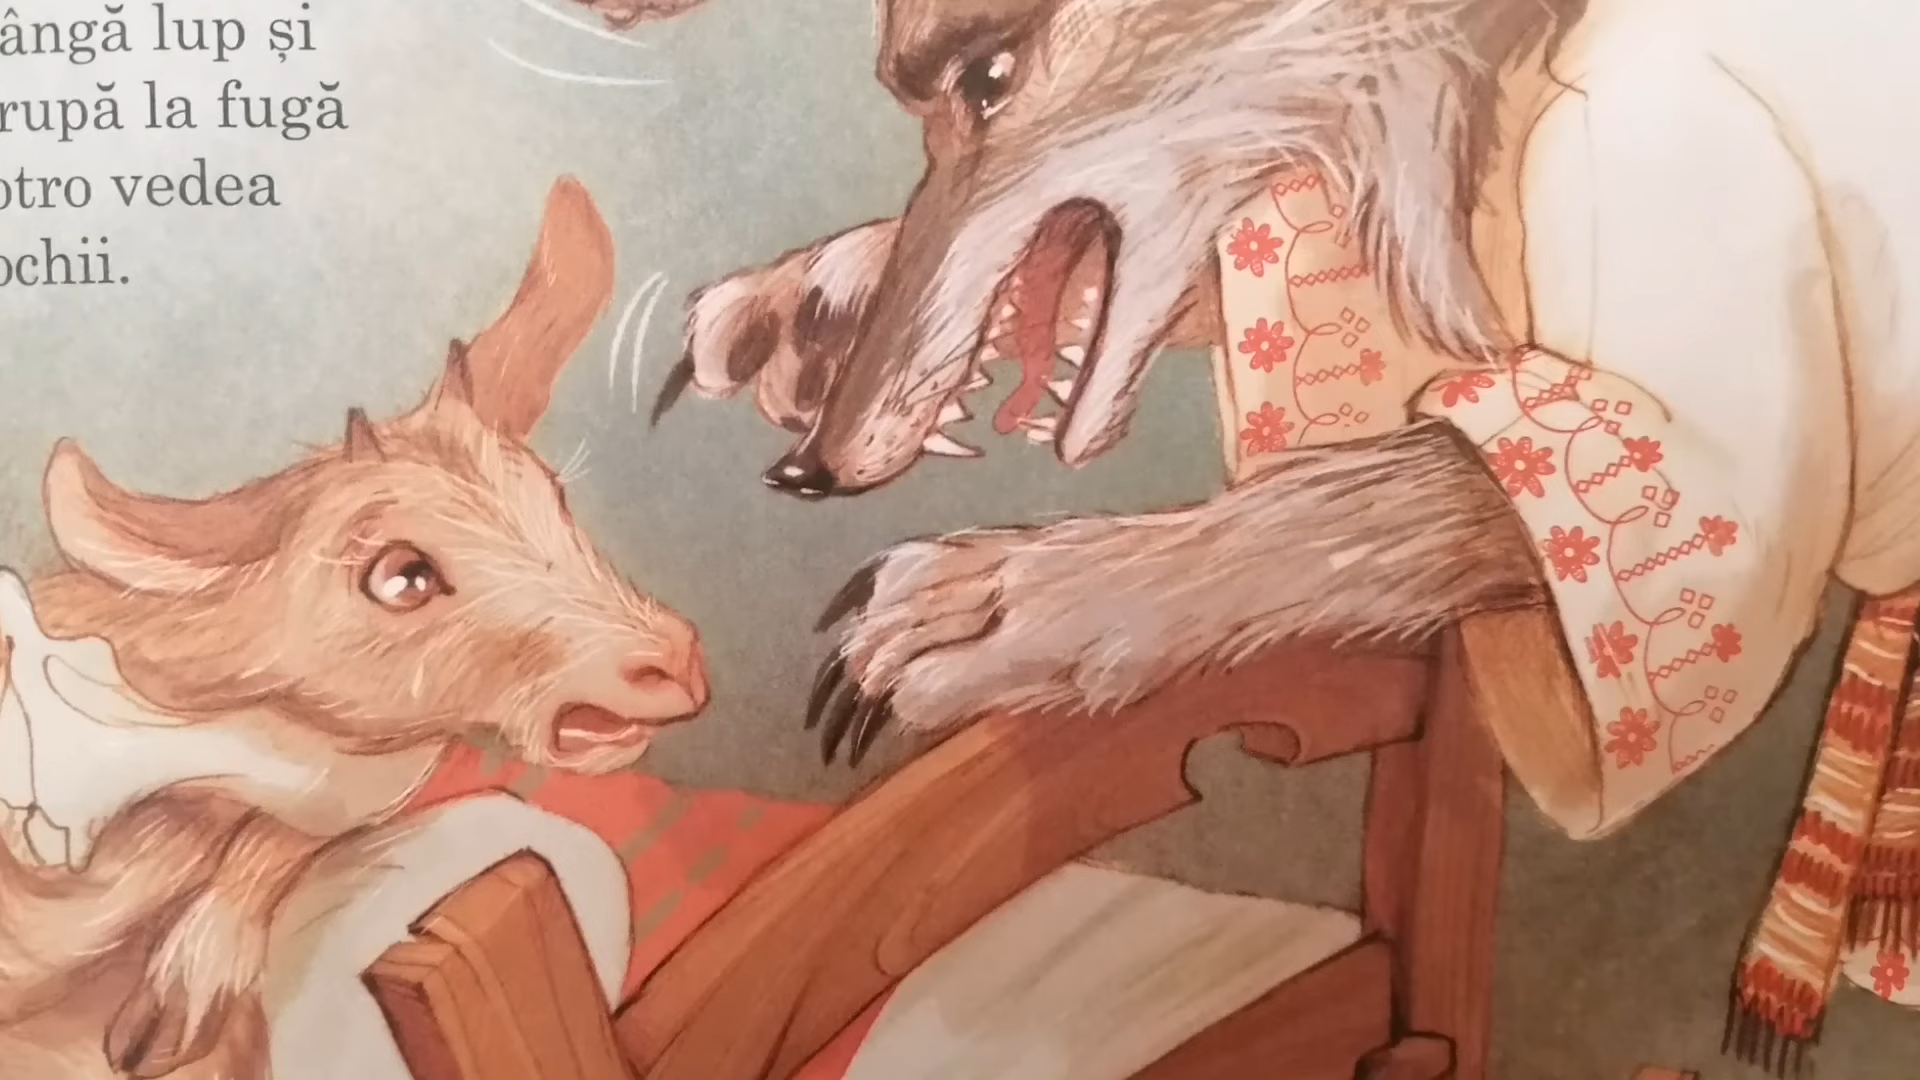 ângă lup și
rupă la fugă
otro vedea
ochii.